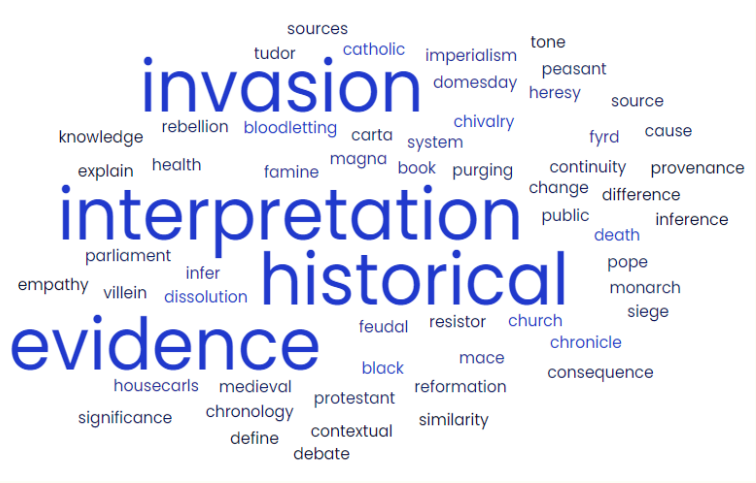 sources
tudor catholic imperialism tone
invasion domesday peasant
heresy source
knowledge rebellion bloodletting carta chivalry fyrd cause
system
explain health famine magna book purging continuity provenance
interpretation change difference
public inference
parliament death
empathy villein infer historical pope
dissolution monarch
siege
evidence feudal resistor church chronicle
black mace consequence
housecarls medieval protestant reformation
significance chronology contextual similarity
define debate